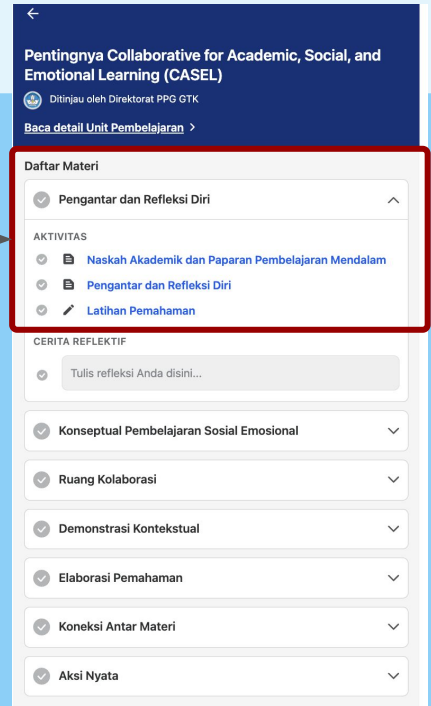 Pentingnya Collaborative for Academic, Social, and
Emotional Learning (CASEL)
Ditinjau oleh Direktorat PPG GTK
Baca detail Unit Pembelajaran >
Daftar Materi
Pengantar dan Refleksi Diri
AKTIVITAS
Naskah Akademik dan Paparan Pembelajaran Mendalam
Pengantar dan Refleksi Diri
Latihan Pemahaman
CERITA REFLEKTIF
Tulis refleksi Anda disini...
Konseptual Pembelajaran Sosial Emosional
Ruang Kolaborasi
Demonstrasi Kontekstual
Elaborasi Pemahaman
Koneksi Antar Materi
Aksi Nyata